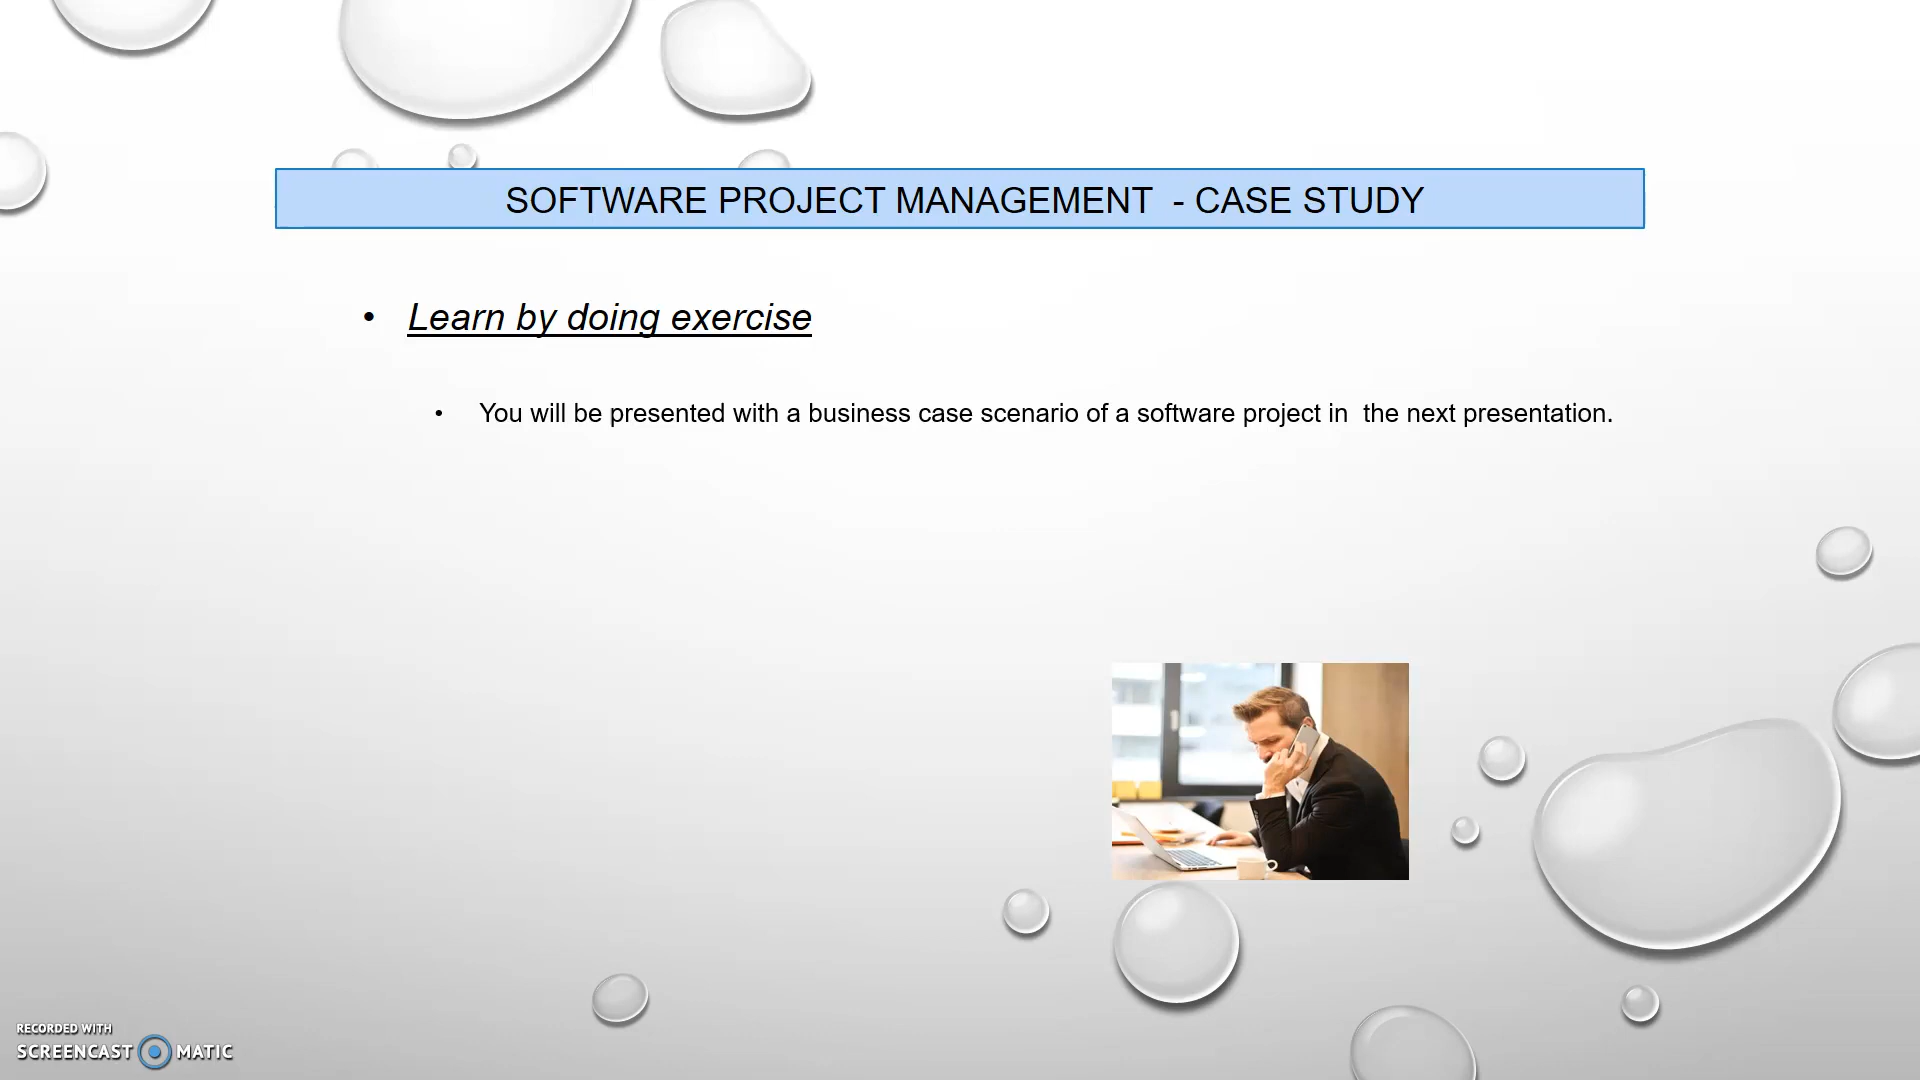 SOFTWARE PROJECT MANAGEMENT  - CASE STUDY
• Learn by doing exercise
• You will be presented with a business case scenario of a software project in  the next presentation.
RECORDED WITH
SCREENCAST MATIC